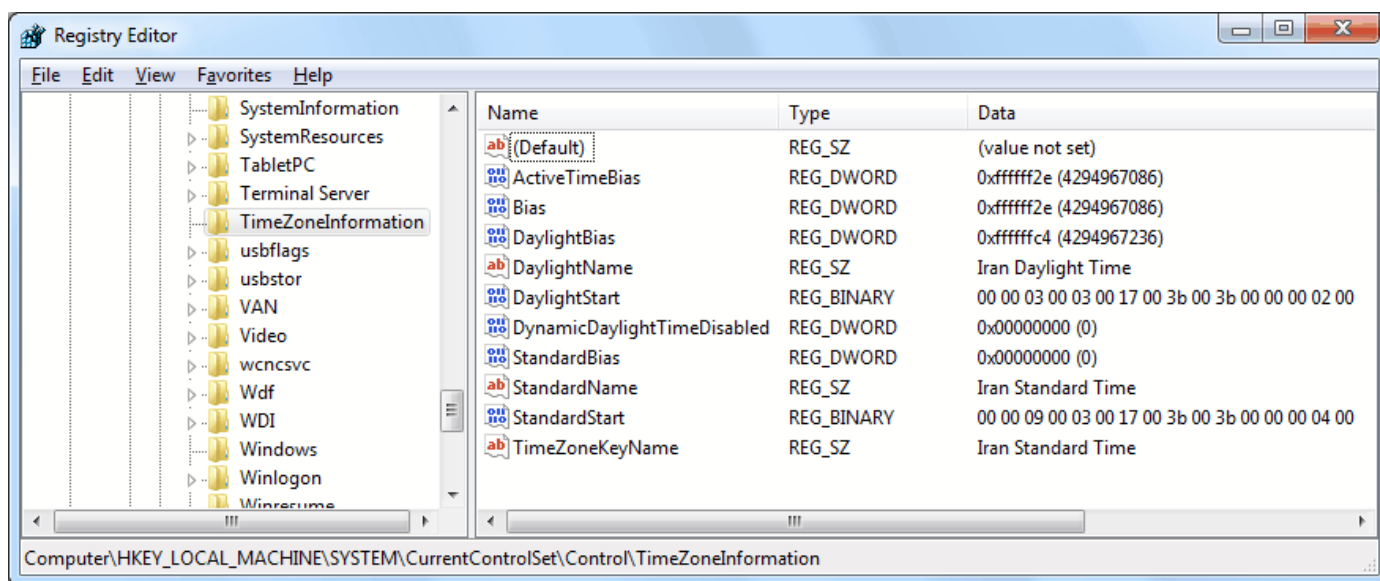 Registry Editor
File Edit View Favorites Help
SystemInformation
SystemResources
TabletPC
Terminal Server
TimeZoneInformation
usbflags
usbstor
VAN
Video
wcncsvc
Wdf
WDI
Windows
Winlogon
Winresume
Name Type Data
(Default) REG_SZ (value not set)
ActiveTimeBias REG_DWORD 0xffffff2e (4294967086)
Bias REG_DWORD 0xffffff2e (4294967086)
DaylightBias REG_DWORD 0xffffffc4 (4294967236)
DaylightName REG_SZ Iran Daylight Time
DaylightStart REG_BINARY 00 00 03 00 03 00 17 00 3b 00 3b 00 00 00 02 00
DynamicDaylightTimeDisabled REG_DWORD 0x00000000 (0)
StandardBias REG_DWORD 0x00000000 (0)
StandardName REG_SZ Iran Standard Time
StandardStart REG_BINARY 00 00 09 00 03 00 17 00 3b 00 3b 00 00 00 04 00
TimeZoneKeyName REG_SZ Iran Standard Time
Computer\HKEY_LOCAL_MACHINE\SYSTEM\CurrentControlSet\Control\TimeZoneInformation